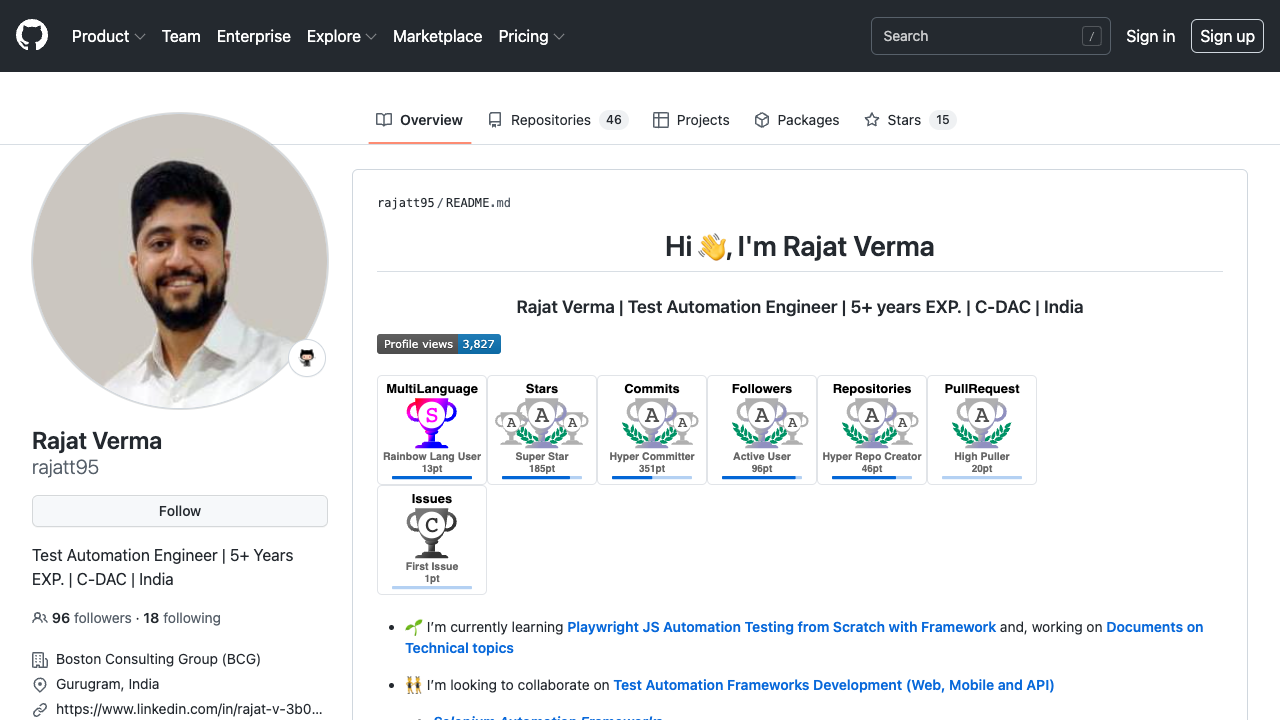 Product
Team
Enterprise
Explore
Marketplace
Pricing
Search
/
Sign in
Sign up
Overview
Repositories 46
Projects
Packages
Stars 15
Rajat Verma
rajatt95
Follow
Test Automation Engineer | 5+ Years
EXP. | C-DAC | India
96 followers · 18 following
Boston Consulting Group (BCG)
Gurugram, India
https://www.linkedin.com/in/rajat-v-3b0...
rajatt95/README.md
Hi 👋, I'm Rajat Verma
Rajat Verma | Test Automation Engineer | 5+ years EXP. | C-DAC | India
Profile views 3,827
MultiLanguage
S
Rainbow Lang User
13pt
Stars
A A A
Super Star
185pt
Commits
A A
Hyper Committer
351pt
Followers
A A
Active User
96pt
Repositories
A A
Hyper Repo Creator
46pt
PullRequest
A
High Puller
20pt
Issues
C
First Issue
1pt
🌱 I’m currently learning Playwright JS Automation Testing from Scratch with Framework and, working on Documents on
Technical topics
👯 I’m looking to collaborate on Test Automation Frameworks Development (Web, Mobile and API)
Selenium Automation Frameworks